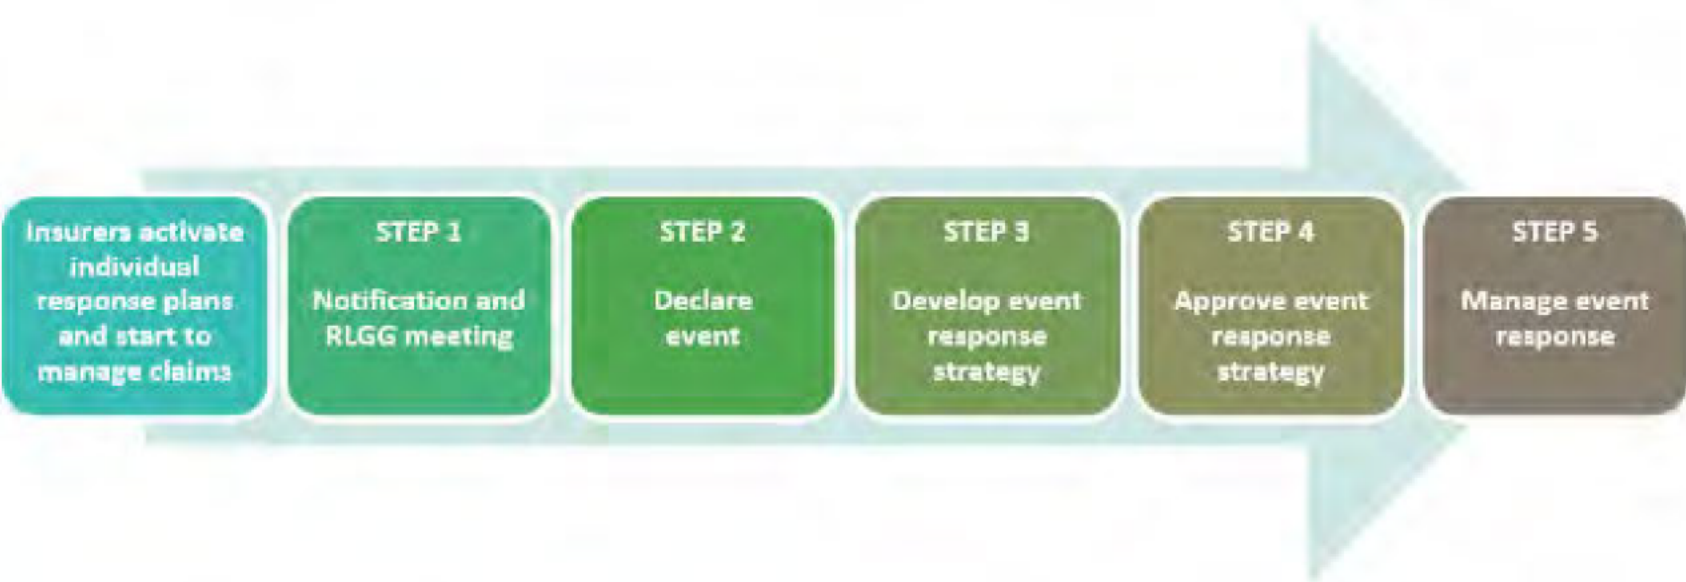 Insurers activate
individual
response plans
and start to
manage claims
STEP 1
Notification and
RLGG meeting
STEP 2
Declare
event
STEP 3
Develop event
response
strategy
STEP 4
Approve event
response
strategy
STEP 5
Manage event
response